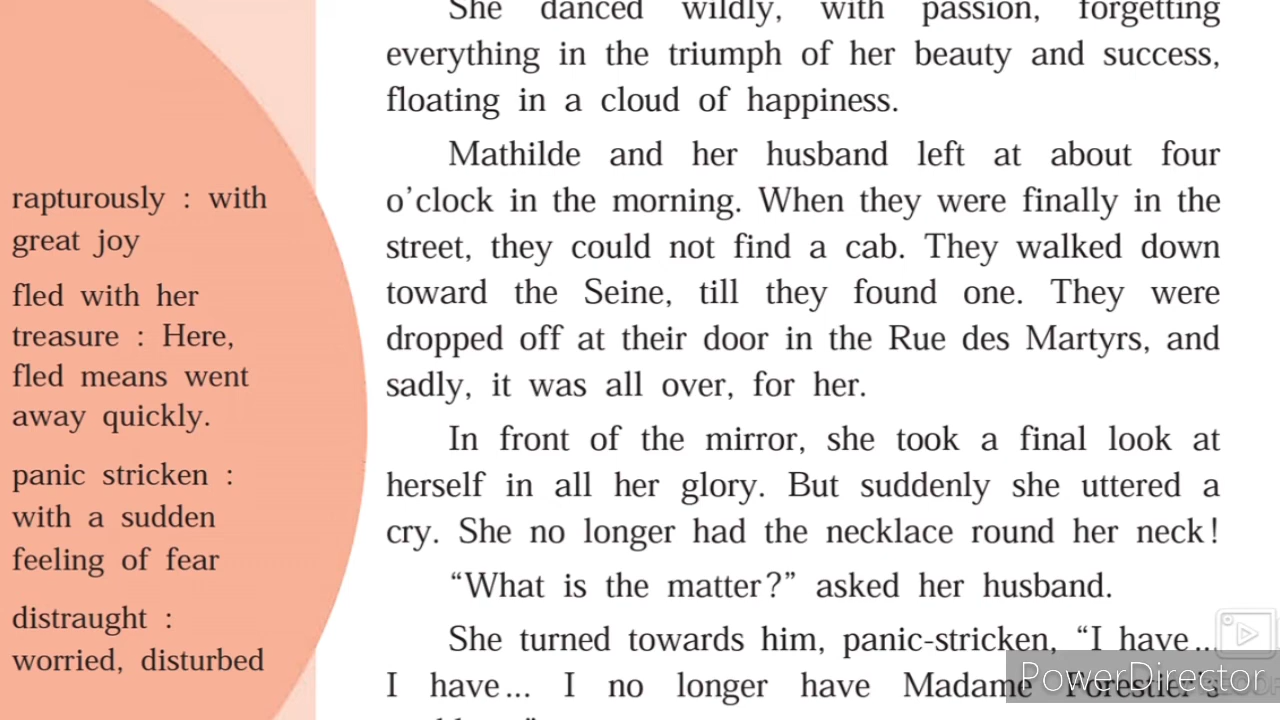 rapturously : with
great joy
fled with her
treasure : Here,
fled means went
away quickly.
panic stricken :
with a sudden
feeling of fear
distraught :
worried, disturbed
She danced wildly, with passion, forgetting
everything in the triumph of her beauty and success,
floating in a cloud of happiness.
Mathilde and her husband left at about four
o’clock in the morning. When they were finally in the
street, they could not find a cab. They walked down
toward the Seine, till they found one. They were
dropped off at their door in the Rue des Martyrs, and
sadly, it was all over, for her.
In front of the mirror, she took a final look at
herself in all her glory. But suddenly she uttered a
cry. She no longer had the necklace round her neck!
“What is the matter?” asked her husband.
She turned towards him, panic-stricken, “I have...
I have... I no longer have Madame Forestier’s
PowerDirector